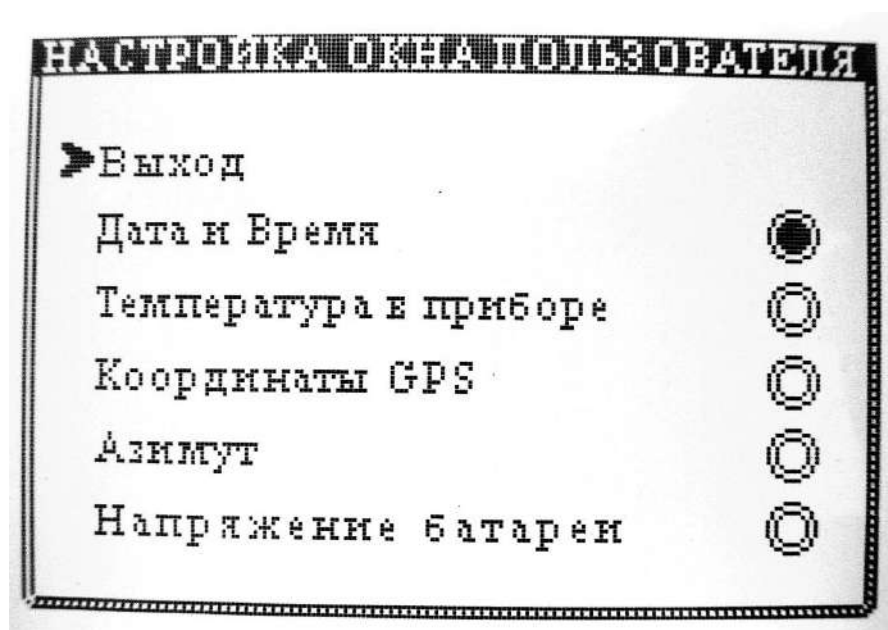 НАСТРОЙКА ОКНА ПОЛЬЗОВАТЕЛЯ
Выход
Дата и Время
Температура в приборе
Координаты GPS
Азимут
Напряжение батареи